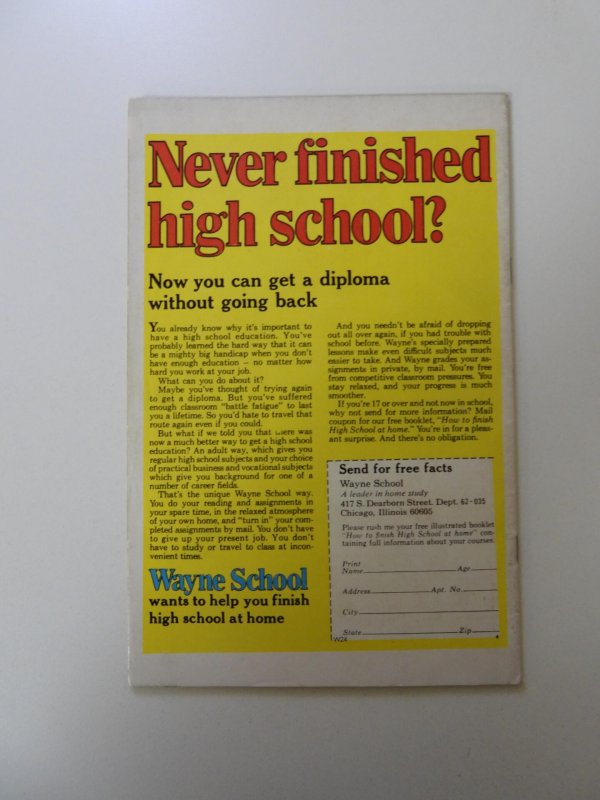 Never finished
high school?
Now you can get a diploma
without going back
You already know why it's important to
have a high school education. You've
probably learned the hard way that it can
be a mighty big handicap when you don't
have enough education — no matter how
hard you work at your job.
What can you do about it?
Maybe you've thought of trying again
to get a diploma. But you've suffered
enough classroom "battle fatigue" to last
you a lifetime. So you'd hate to travel that
route again even if you could.
But what if we told you that there was
now a much better way to get a high school
education? An adult way, which gives you
regular high school subjects and your choice
of practical business and vocational subjects
which give you background for one of a
number of career fields.
That's the unique Wayne School way.
You do your reading and assignments in
your spare time, in the relaxed atmosphere
of your own home, and "turn in" your com-
pleted assignments by mail. You don't have
to give up your present job. You don't
have to study or travel to class at incon-
venient times.
Wayne School
wants to help you finish
high school at home
And you needn't be afraid of dropping
out all over again, if you had trouble with
school before. Wayne's specially prepared
lessons make even difficult subjects much
easier to take. And Wayne grades your as-
signments in private, by mail. You're free
from competitive classroom pressures. You
stay relaxed, and your progress is much
smoother.
If you're 17 or over and not now in school,
why not send for more information? Mail
coupon for our free booklet, "How to finish
High School at home." You're in for a pleas-
ant surprise. And there's no obligation.
Send for free facts
Wayne School
A leader in home study
417 S. Dearborn Street. Dept. 62-035
Chicago, Illinois 60605
Please rush me your free illustrated booklet
"How to finish High School at home" con-
taining full information about your courses.
Print
Name Age
Address Apt. No.
City
State Zip
W24 4